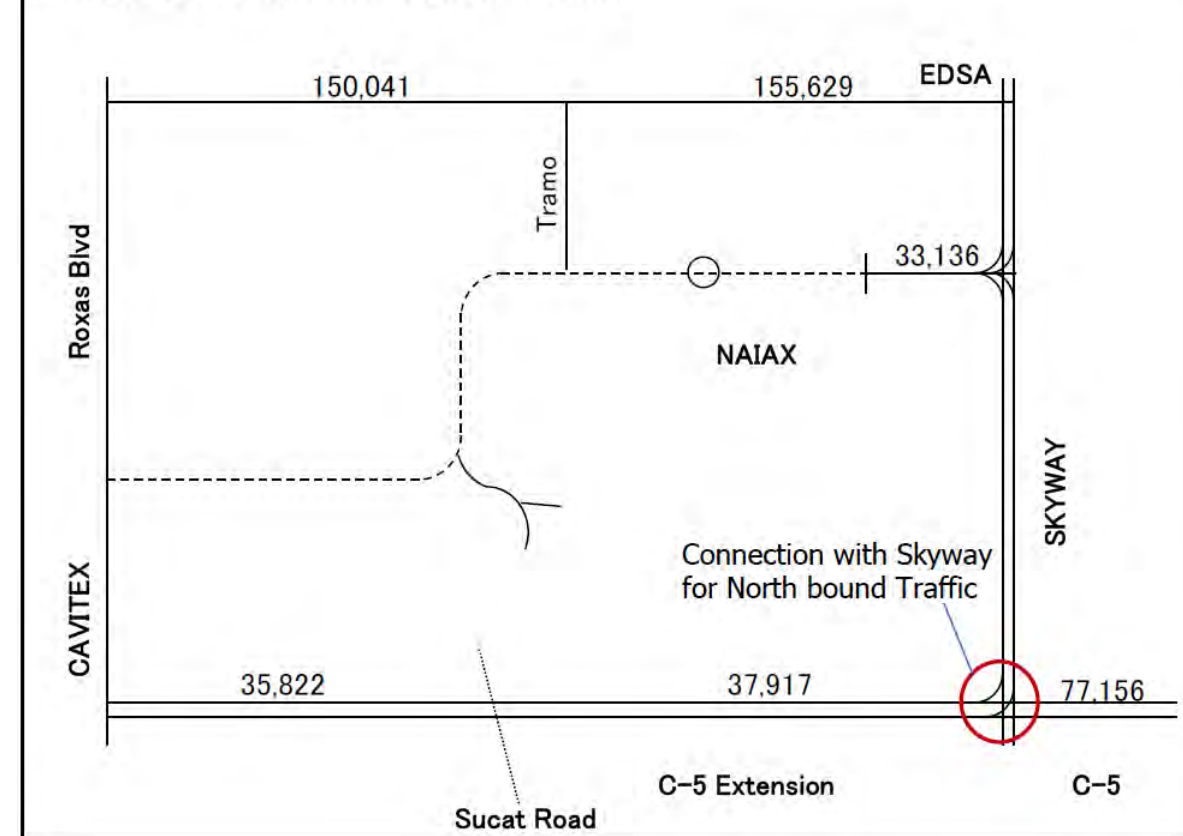 EDSA
150,041
155,629
Tramo
33,136
Roxas Blvd
NAIAX
SKYWAY
Connection with Skyway
for North bound Traffic
CAVITEX
35,822
37,917
77,156
C-5 Extension
C-5
Sucat Road